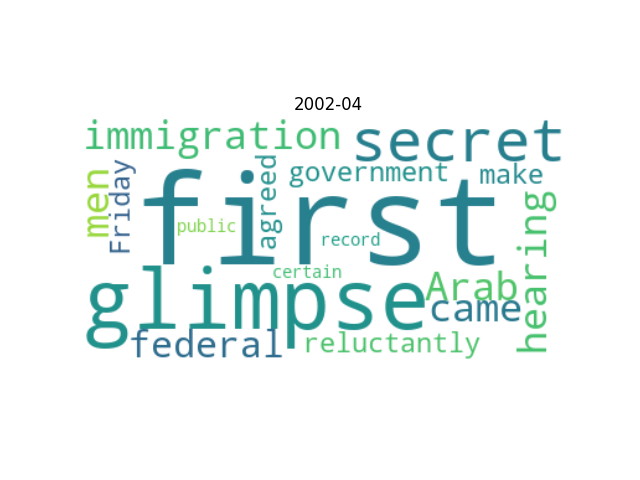 2002-04
immigration
secret
men
Friday
agreed
government
make
first
public
record
hearing
certain
glimpse
Arab
came
federal
reluctantly